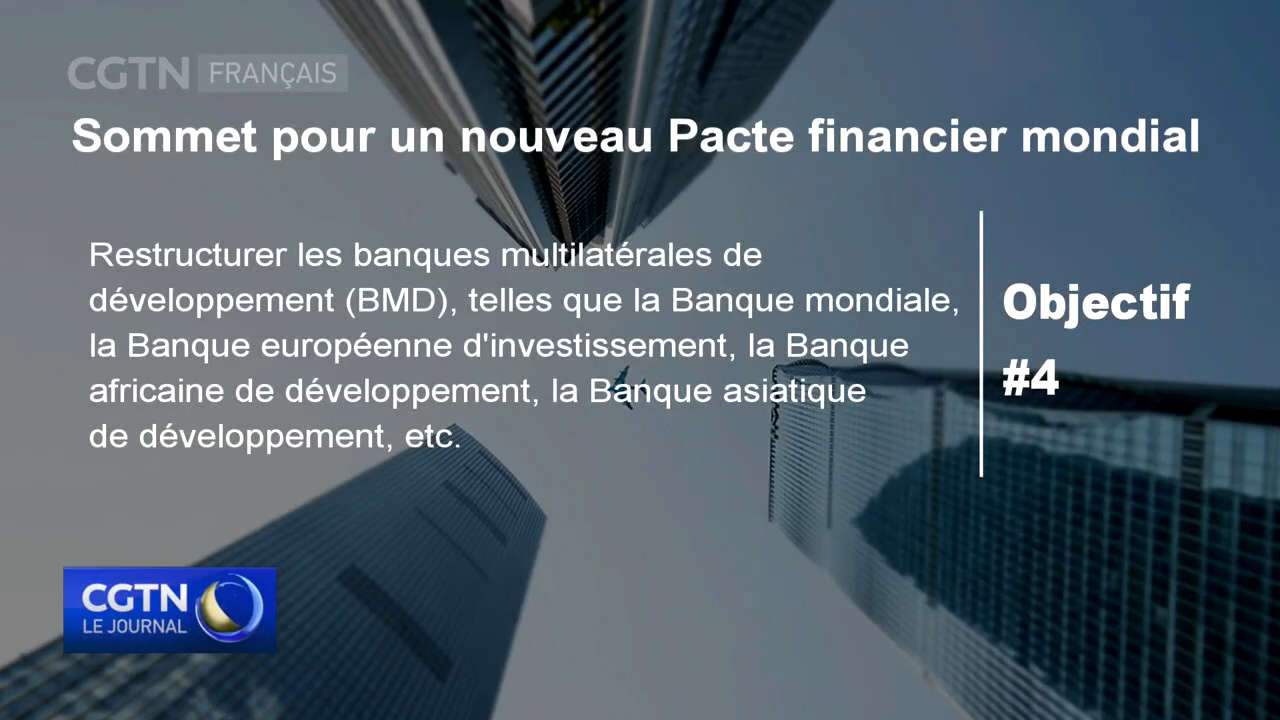 CGTN FRANÇAIS
Sommet pour un nouveau Pacte financier mondial
Restructurer les banques multilatérales de
développement (BMD), telles que la Banque mondiale,
la Banque européenne d'investissement, la Banque
africaine de développement, la Banque asiatique
de développement, etc.
Objectif
#4
CGTN
LE JOURNAL